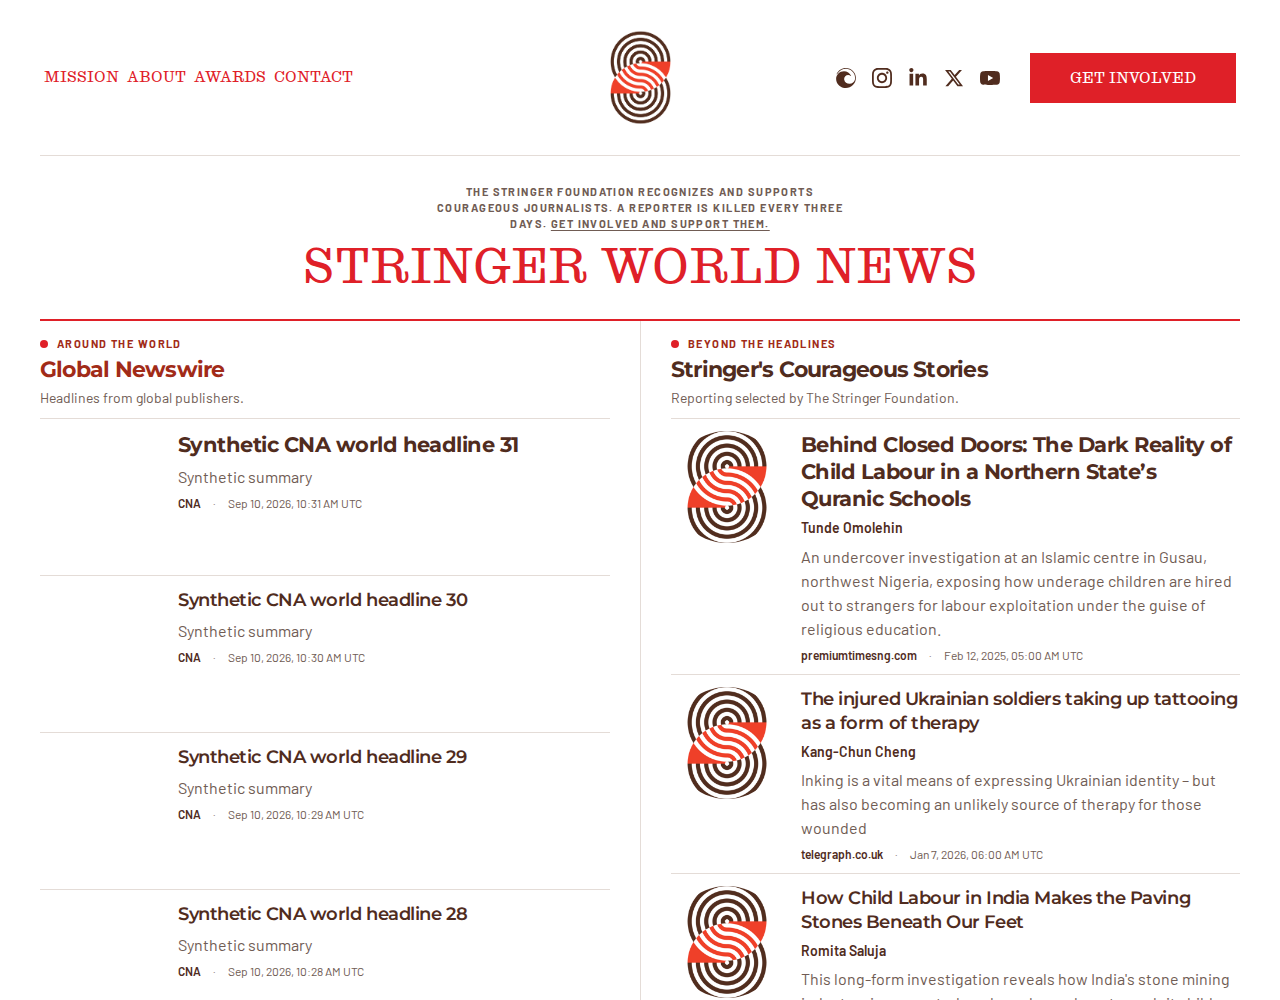 MISSION ABOUT AWARDS CONTACT
GET INVOLVED
THE STRINGER FOUNDATION RECOGNIZES AND SUPPORTS
COURAGEOUS JOURNALISTS. A REPORTER IS KILLED EVERY THREE
DAYS. GET INVOLVED AND SUPPORT THEM.
STRINGER WORLD NEWS
AROUND THE WORLD
Global Newswire
Headlines from global publishers.
Synthetic CNA world headline 31
Synthetic summary
CNA · Sep 10, 2026, 10:31 AM UTC
Synthetic CNA world headline 30
Synthetic summary
CNA · Sep 10, 2026, 10:30 AM UTC
Synthetic CNA world headline 29
Synthetic summary
CNA · Sep 10, 2026, 10:29 AM UTC
Synthetic CNA world headline 28
Synthetic summary
CNA · Sep 10, 2026, 10:28 AM UTC
BEYOND THE HEADLINES
Stringer's Courageous Stories
Reporting selected by The Stringer Foundation.
Behind Closed Doors: The Dark Reality of
Child Labour in a Northern State’s
Quranic Schools
Tunde Omolehin
An undercover investigation at an Islamic centre in Gusau,
northwest Nigeria, exposing how underage children are hired
out to strangers for labour exploitation under the guise of
religious education.
premiumtimesng.com · Feb 12, 2025, 05:00 AM UTC
The injured Ukrainian soldiers taking up tattooing
as a form of therapy
Kang-Chun Cheng
Inking is a vital means of expressing Ukrainian identity – but
has also becoming an unlikely source of therapy for those
wounded
telegraph.co.uk · Jan 7, 2026, 06:00 AM UTC
How Child Labour in India Makes the Paving
Stones Beneath Our Feet
Romita Saluja
This long-form investigation reveals how India's stone mining